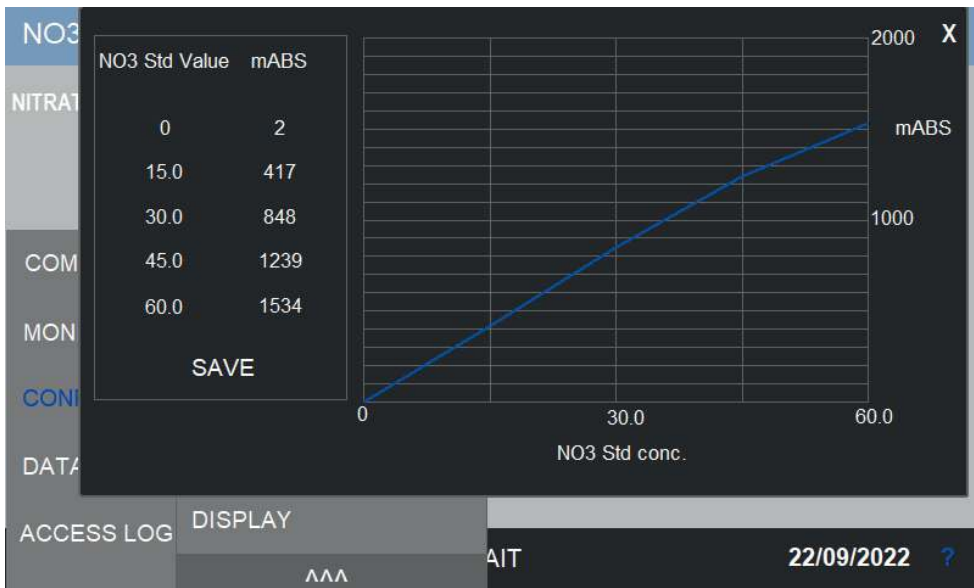 NO3
X
NITRAT
NO3 Std Value mABS
0 2
15.0 417
30.0 848
45.0 1239
60.0 1534
SAVE
2000
mABS
1000
0 30.0 60.0
NO3 Std conc.
COM
MON
CON
DATA
ACCESS LOG
DISPLAY
^^^
AIT
22/09/2022 ?